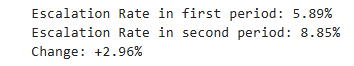 Escalation Rate in first period: 5.89%
Escalation Rate in second period: 8.85%
Change: +2.96%